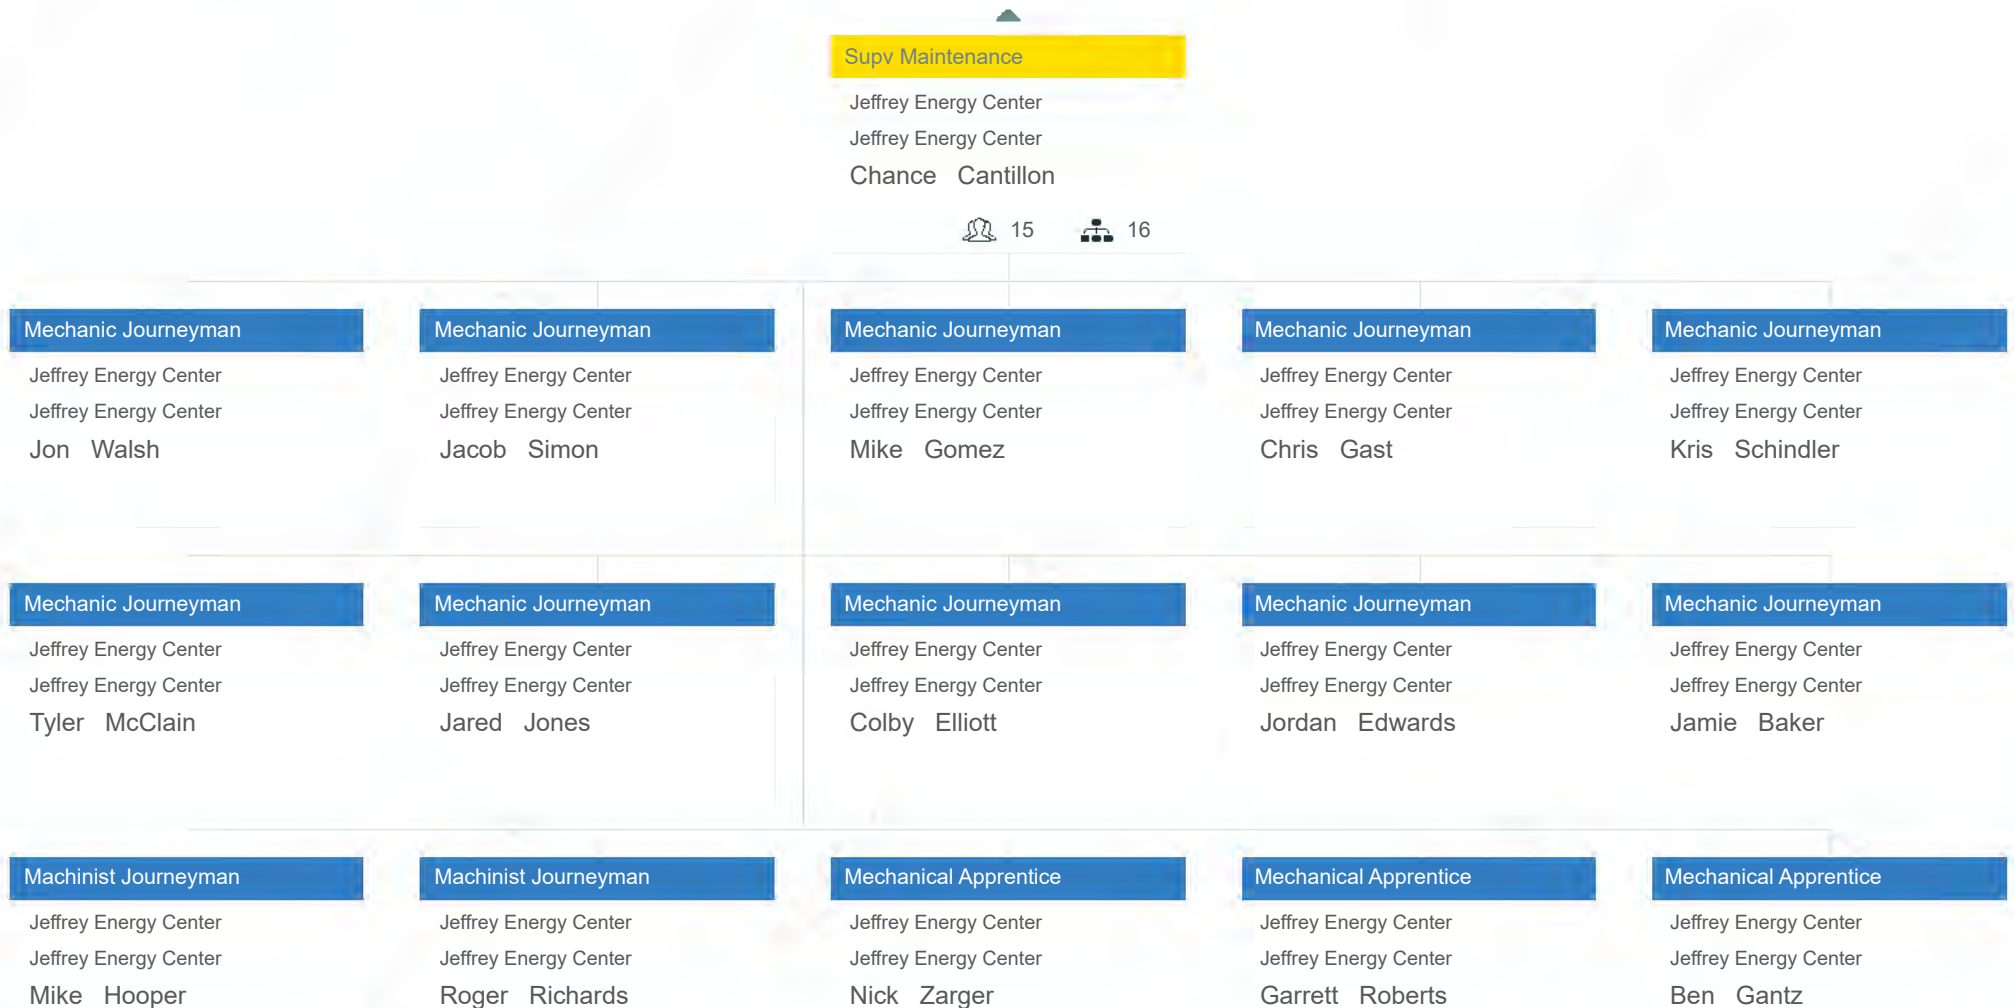 Supv Maintenance
Jeffrey Energy Center
Jeffrey Energy Center
Chance Cantillon
15 16
Mechanic Journeyman
Jeffrey Energy Center
Jeffrey Energy Center
Jon Walsh
Mechanic Journeyman
Jeffrey Energy Center
Jeffrey Energy Center
Jacob Simon
Mechanic Journeyman
Jeffrey Energy Center
Jeffrey Energy Center
Mike Gomez
Mechanic Journeyman
Jeffrey Energy Center
Jeffrey Energy Center
Chris Gast
Mechanic Journeyman
Jeffrey Energy Center
Jeffrey Energy Center
Kris Schindler
Mechanic Journeyman
Jeffrey Energy Center
Jeffrey Energy Center
Tyler McClain
Mechanic Journeyman
Jeffrey Energy Center
Jeffrey Energy Center
Jared Jones
Mechanic Journeyman
Jeffrey Energy Center
Jeffrey Energy Center
Colby Elliott
Mechanic Journeyman
Jeffrey Energy Center
Jeffrey Energy Center
Jordan Edwards
Mechanic Journeyman
Jeffrey Energy Center
Jeffrey Energy Center
Jamie Baker
Machinist Journeyman
Jeffrey Energy Center
Jeffrey Energy Center
Mike Hooper
Machinist Journeyman
Jeffrey Energy Center
Jeffrey Energy Center
Roger Richards
Mechanical Apprentice
Jeffrey Energy Center
Jeffrey Energy Center
Nick Zarger
Mechanical Apprentice
Jeffrey Energy Center
Jeffrey Energy Center
Garrett Roberts
Mechanical Apprentice
Jeffrey Energy Center
Jeffrey Energy Center
Ben Gantz